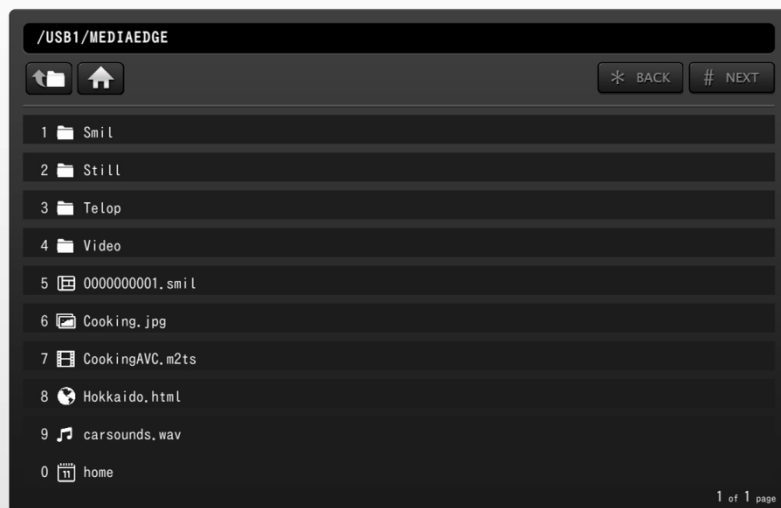 /USB1/MEDIAEDGE
* BACK # NEXT
1 Smil
2 Still
3 Telop
4 Video
5 0000000001.smil
6 Cooking.jpg
7 CookingAVC.m2ts
8 Hokkaido.html
9 carsounds.wav
0 11 home
1 of 1 page